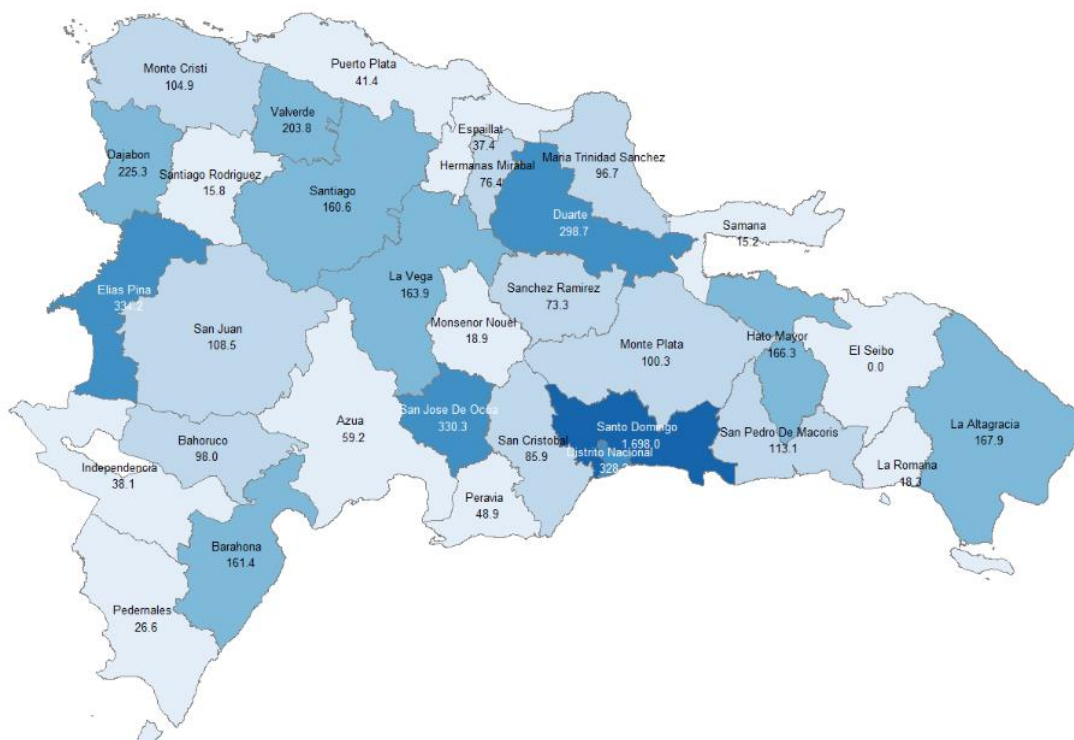 Monte Cristi
104.9
Puerto Plata
41.4
Valverde
203.8
Dajabon
225.3
Santiago Rodriguez
15.8
Santiago
160.6
Espaillat
37.4
Hermanas Mirabal
76.4
Maria Trinidad Sanchez
96.7
Duarte
298.7
Samana
15.2
Elias Pina
334.2
San Juan
108.5
La Vega
163.9
Sanchez Ramirez
73.3
Monsenor Nouel
18.9
Monte Plata
100.3
Hato Mayor
166.3
El Seibo
0.0
La Altagracia
167.9
Azua
59.2
San Jose De Ocoa
330.3
San Cristobal
85.9
Santo Domingo
1,698.0
Distrito Nacional
San Pedro De Macoris
113.1
La Romana
18.3
Bahoruco
98.0
Independencia
38.1
Peravia
48.9
Barahona
161.4
Pedernales
26.6